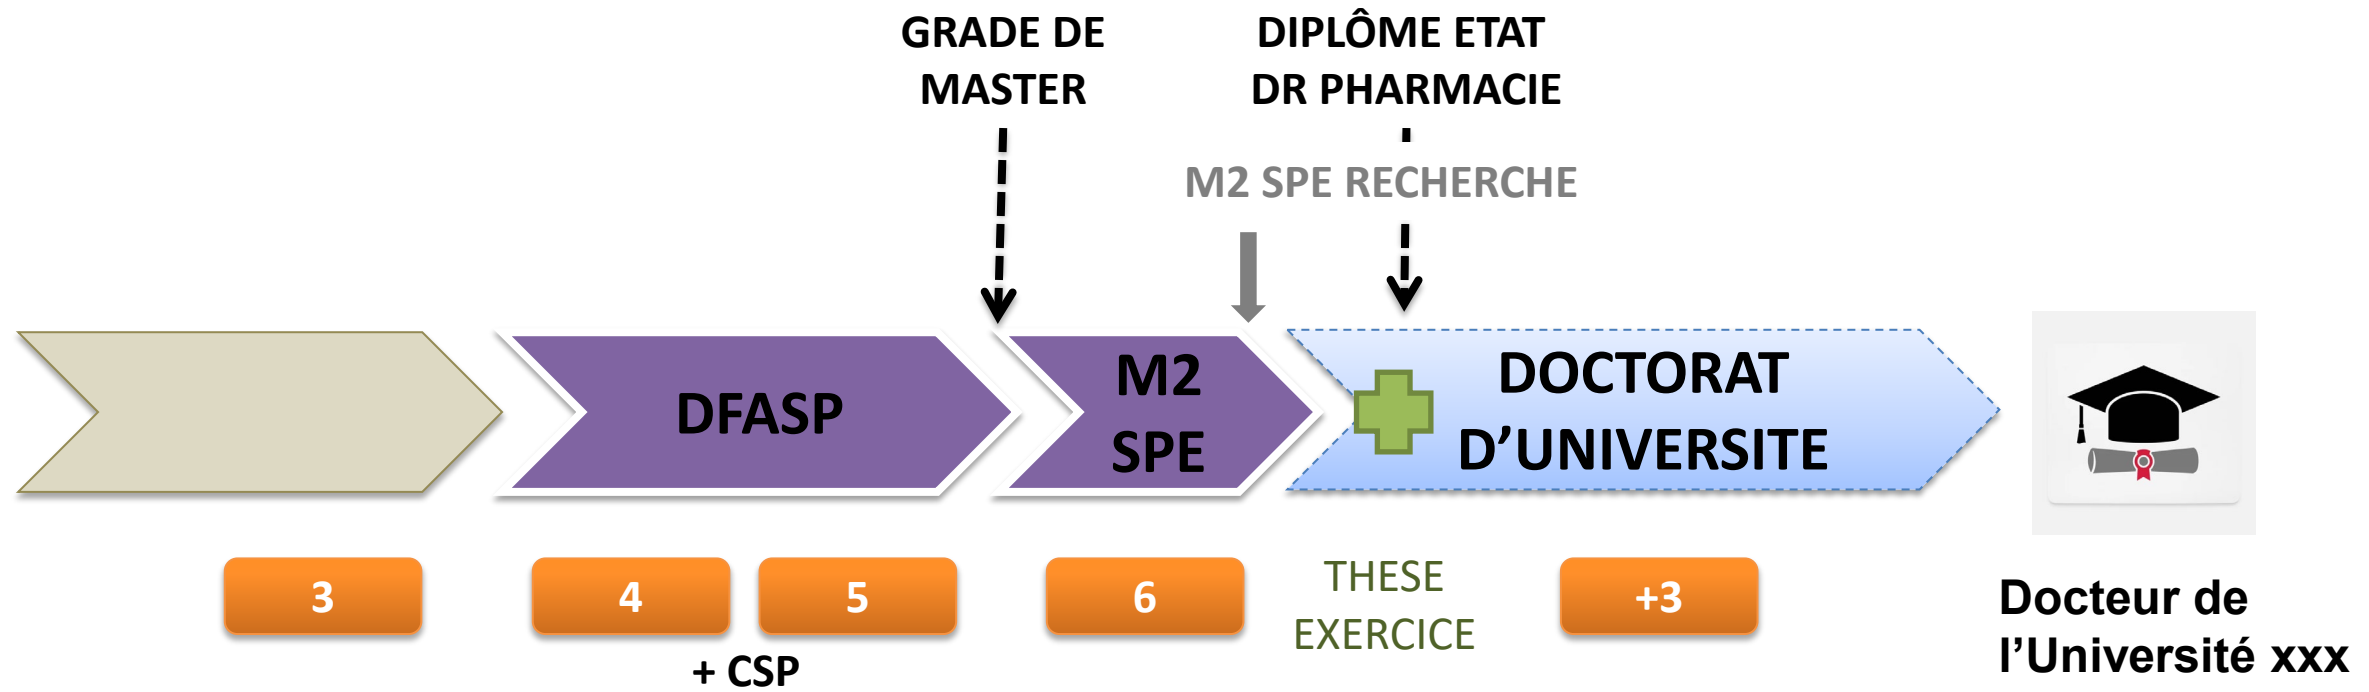 GRADE DE
MASTER
DIPLÔME ETAT
DR PHARMACIE
M2 SPE RECHERCHE
DFASP
M2
SPE
DOCTORAT
D’UNIVERSITE
3
4
5
6
THESE
EXERCICE
+3
+ CSP
Docteur de
l’Université xxx